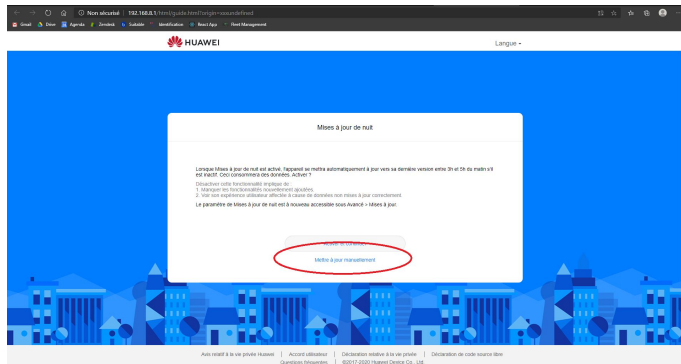 Non sécurisé | 192.168.8.1/html/guide.html?origin=assundefined
Gmail Drive Agenda Zendesk Scalable Identification React App Fleet Management
HUAWEI
Langue
Mises à jour de nuit
Lorsque Mises à jour de nuit est activé, l'appareil se mettra automatiquement à jour vers sa dernière version entre 3h et 5h du matin s'il
est inactif. Ceci consommera des données. Activer ?
Désactiver cette fonctionnalité implique de :
1. Manquer les fonctionnalités nouvellement ajoutées.
2. Voir son expérience utilisateur affectée à cause de données non mises à jour correctement.
Le paramètre de Mises à jour de nuit est à nouveau accessible sous Avancé > Mises à jour.
Mettre à jour manuellement
Avis relatif à la vie privée Huawei | Accord utilisateur | Déclaration relative à la vie privée | Déclaration de code source libre
Questions fréquentes | ©2017-2020 Huawei Device Co., Ltd.